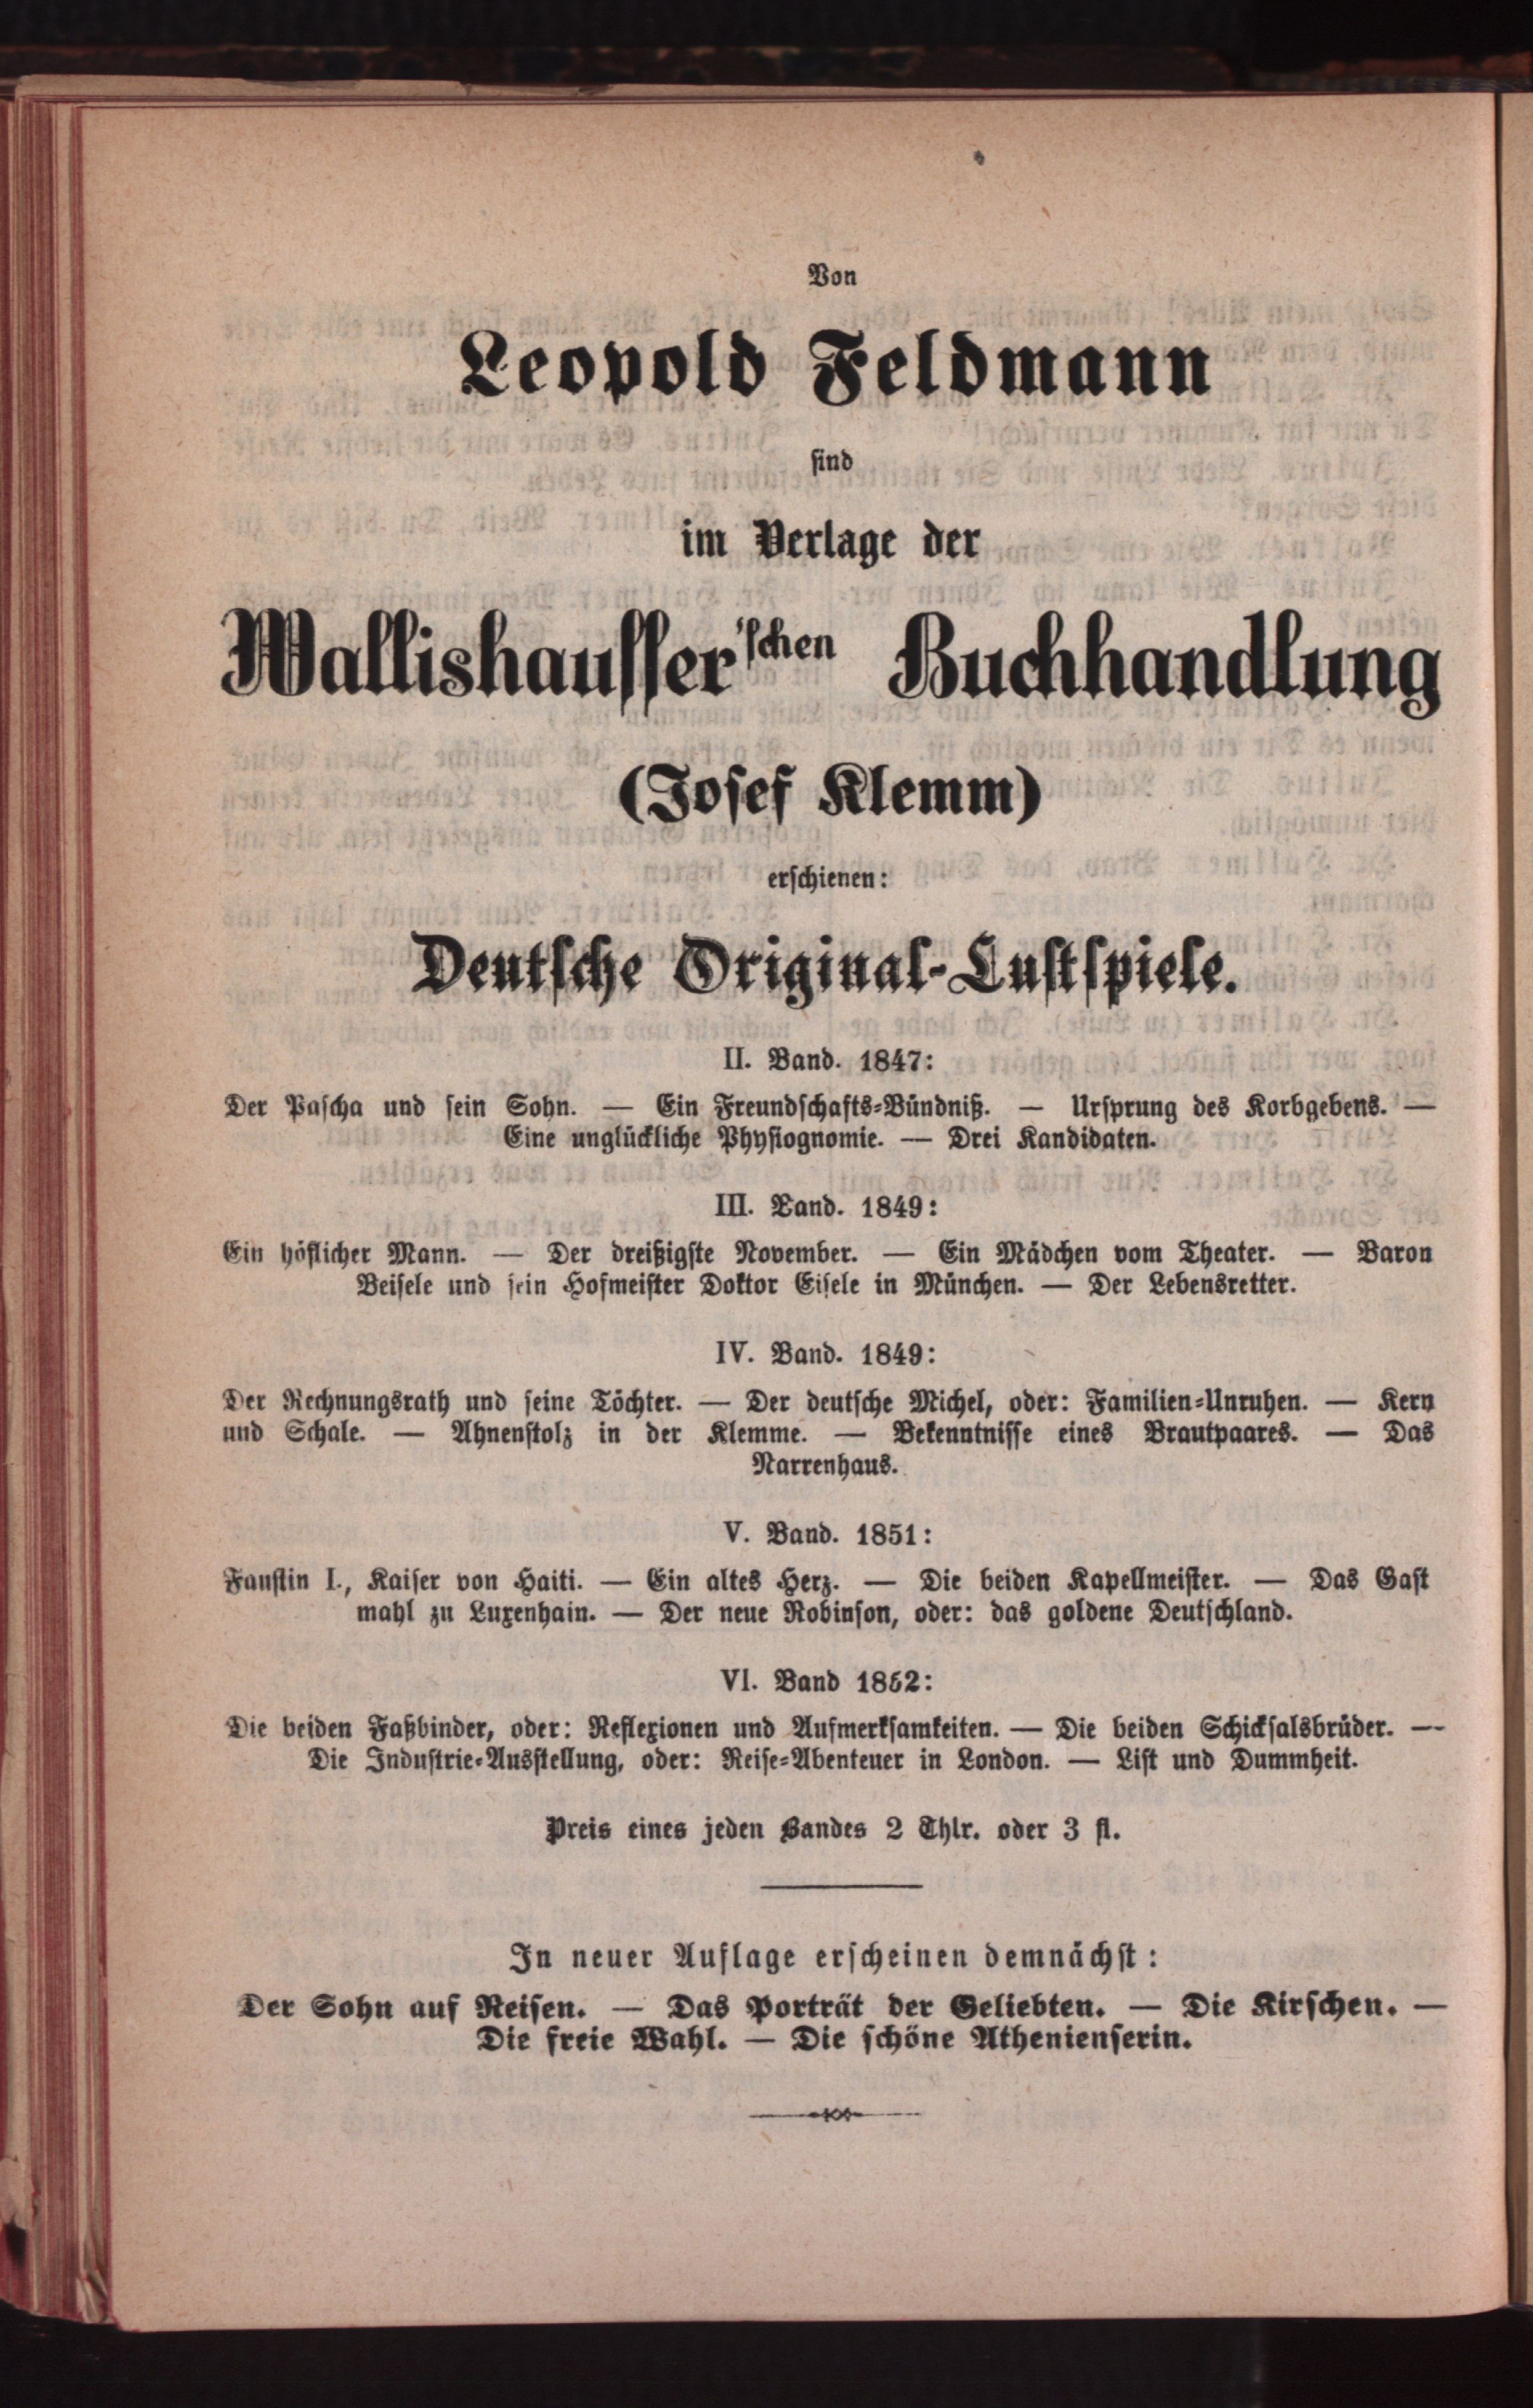 Von
Leopold Feldmann
sind
im Verlage der
Wallishausser'schen Buchhandlung
(Josef Klemm)
erschienen:
Deutsche Original-Lustspiele.
II. Band. 1847:
Der Pascha und sein Sohn. — Ein Freundschafts-Bündniß. — Ursprung des Korbgebens. —
Eine unglückliche Physiognomie. — Drei Kandidaten.
III. Band. 1849:
Ein höflicher Mann. — Der dreißigste November. — Ein Mädchen vom Theater. — Baron
Beisele und sein Hofmeister Doktor Eisele in München. — Der Lebensretter.
IV. Band. 1849:
Der Rechnungsrath und seine Töchter. — Der deutsche Michel, oder: Familien-Unruhen. — Kern
und Schale. — Ahnenstolz in der Klemme. — Bekenntnisse eines Brautpaares. — Das
Narrenhaus.
V. Band. 1851:
Faustin I., Kaiser von Haiti. — Ein altes Herz. — Die beiden Kapellmeister. — Das Gast
mahl zu Luxenhain. — Der neue Robinson, oder: das goldene Deutschland.
VI. Band 1852:
Die beiden Faßbinder, oder: Reflexionen und Aufmerksamkeiten. — Die beiden Schicksalsbrüder. —
Die Industrie-Ausstellung, oder: Reise-Abenteuer in London. — List und Dummheit.
Preis eines jeden Bandes 2 Thlr. oder 3 fl.
In neuer Auflage erscheinen demnächst:
Der Sohn auf Reisen. — Das Porträt der Geliebten. — Die Kirschen. —
Die freie Wahl. — Die schöne Athenienserin.